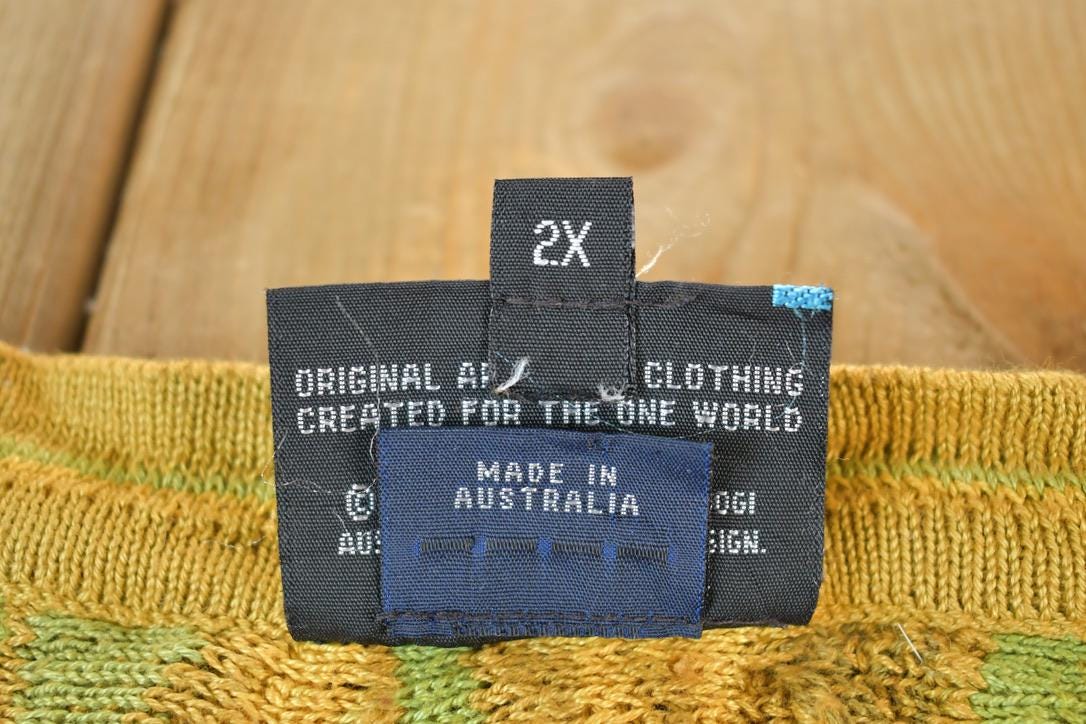 2X
ORIGINAL CLOTHING
CREATED FOR THE ONE WORLD
MADE IN
AUSTRALIA
©